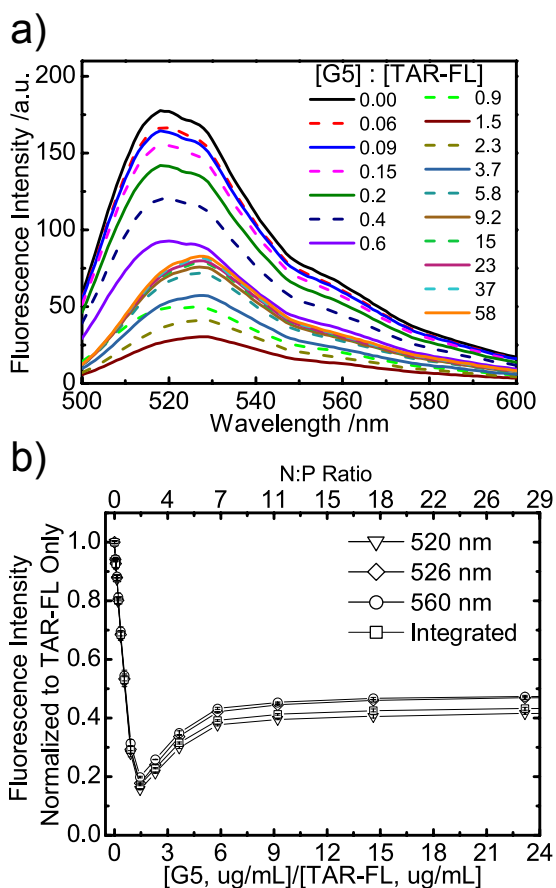 a)
[G5] : [TAR-FL]
0.00
0.06
0.09
0.15
0.2
0.4
0.6
0.9
1.5
2.3
3.7
5.8
9.2
15
23
37
58
Fluorescence Intensity /a.u.
200
150
100
50
0
500 520 540 560 580 600
Wavelength /nm
b)
N:P Ratio
0 4 7 11 14 18 22 25 29
520 nm
526 nm
560 nm
Integrated
Fluorescence Intensity
Normalized to TAR-FL Only
1.0
0.8
0.6
0.4
0.2
0.0
0 3 6 9 12 15 18 21 24
[G5, ug/mL]/[TAR-FL, ug/mL]